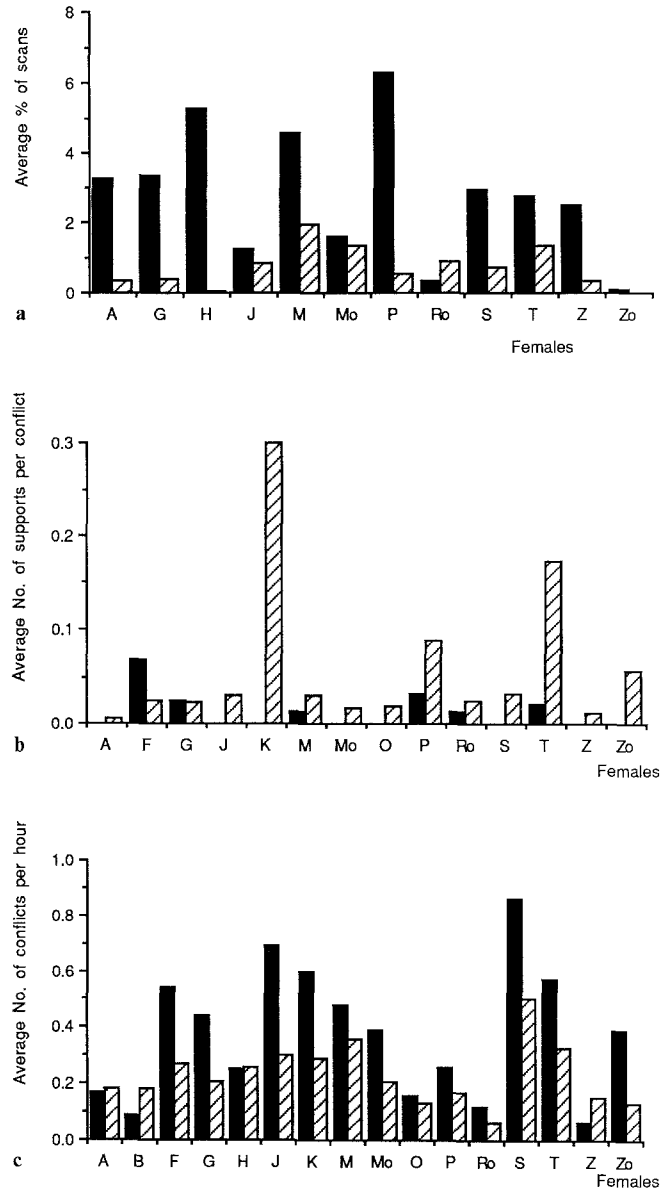 Average % of scans
8
6
4
2
0
A G H J M Mo P Ro S T Z Zo
a
Females
Average No. of supports per conflict
0.3
0.2
0.1
0.0
A F G J K M Mo O P Ro S T Z Zo
b
Females
Average No. of conflicts per hour
1.0
0.8
0.6
0.4
0.2
0.0
A B F G H J K M Mo O P Ro S T Z Zo
c
Females